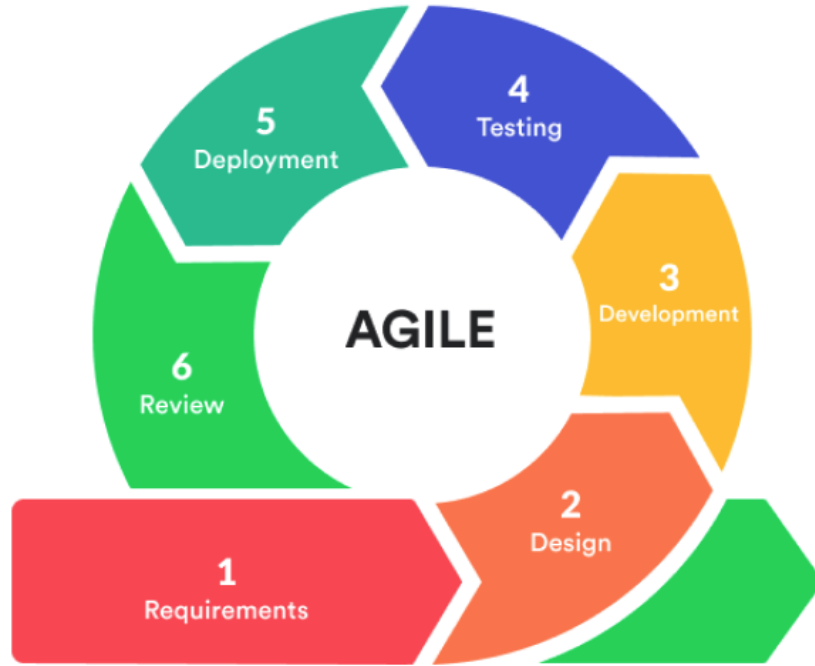 AGILE
1
Requirements
2
Design
3
Development
4
Testing
5
Deployment
6
Review